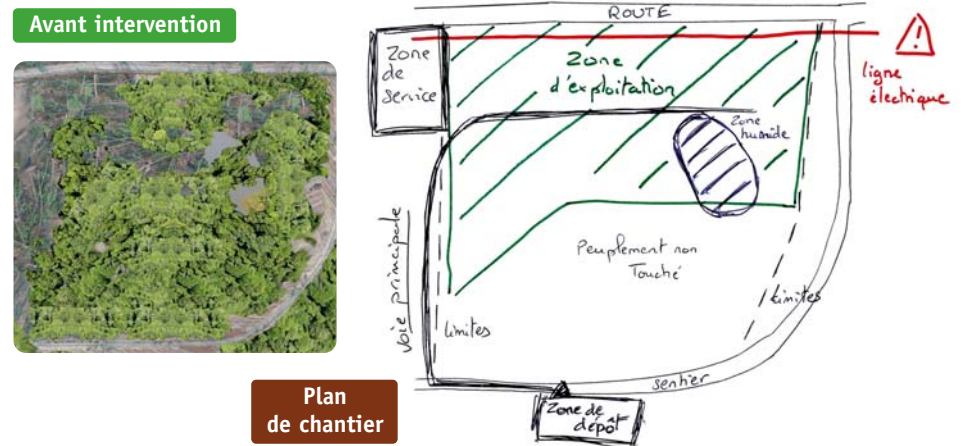 Avant intervention
ROUTE
Zone
de
service
Zone
d'exploitation
ligne
électrique
Zone
humide
Peuplement non
Touché
voie principale
limites
limites
sentier
Plan
de chantier
Zone de
dépôt